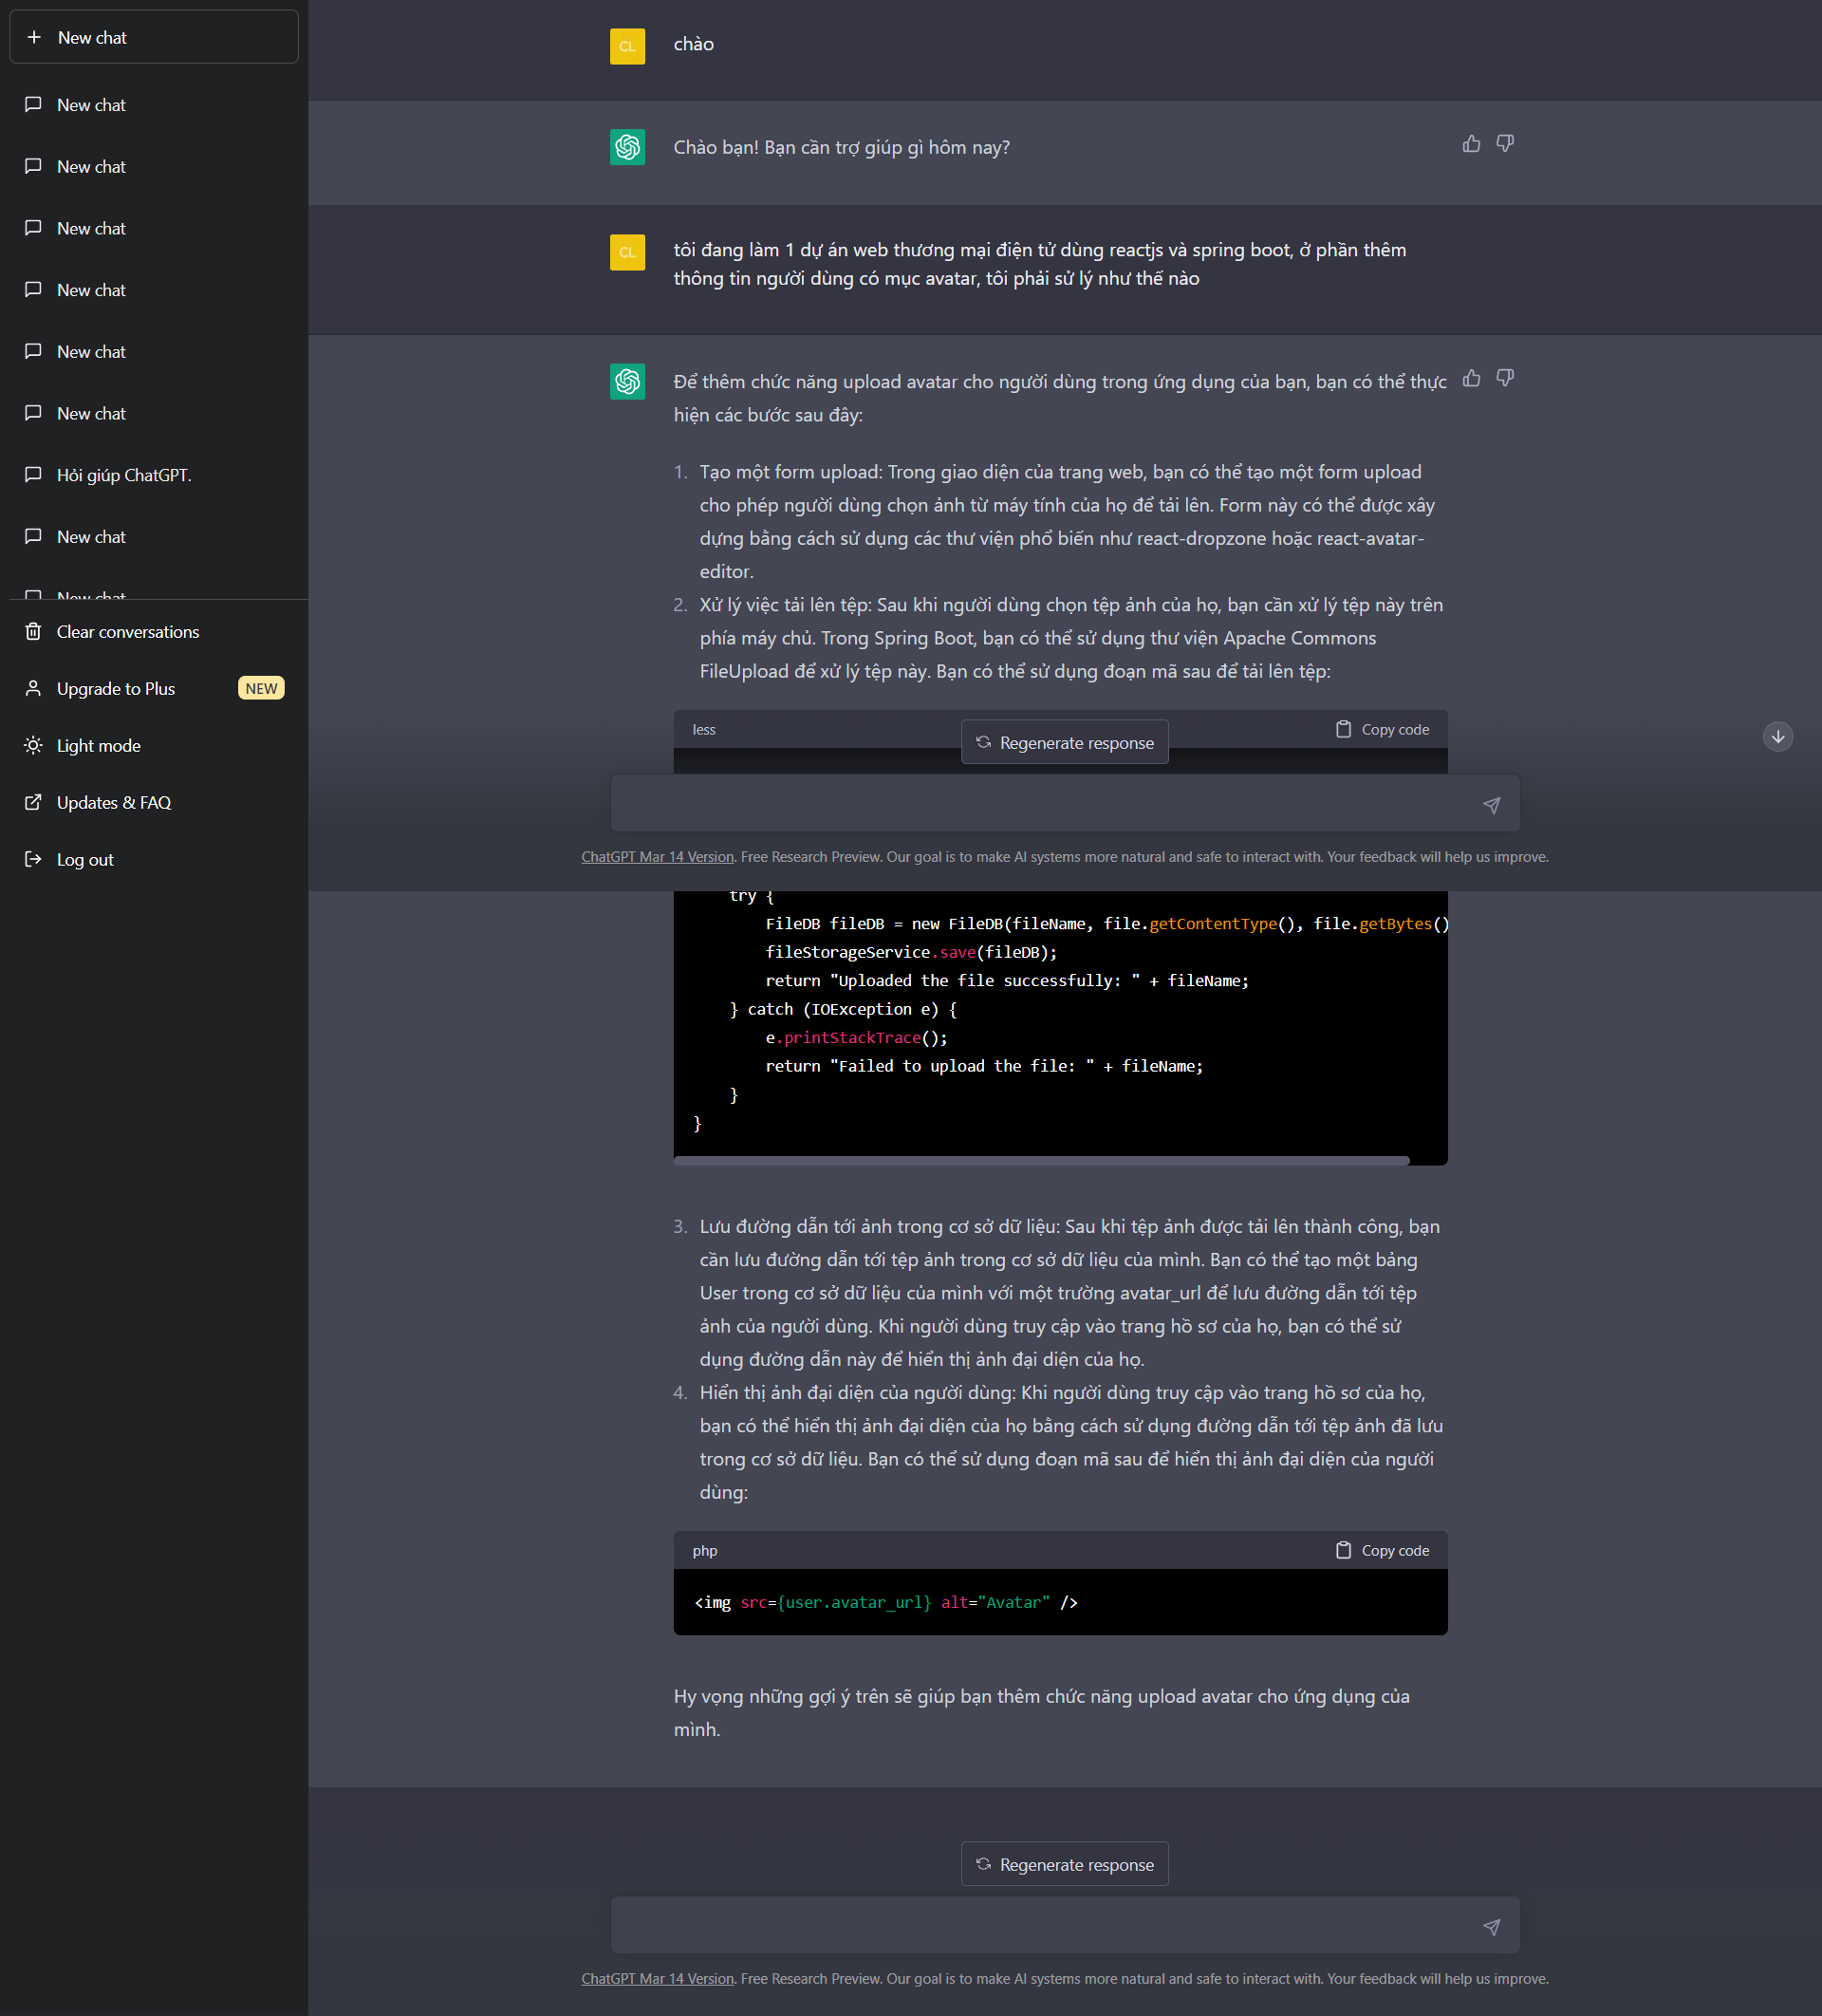 New chat
New chat
New chat
New chat
New chat
New chat
New chat
Hỏi giúp ChatGPT.
New chat
New chat
Clear conversations
Upgrade to Plus
NEW
Light mode
Updates & FAQ
Log out
CL
chào
Chào bạn! Bạn cần trợ giúp gì hôm nay?
CL
tôi đang làm 1 dự án web thương mại điện tử dùng reactjs và spring boot, ở phần thêm
thông tin người dùng có mục avatar, tôi phải sử lý như thế nào
Để thêm chức năng upload avatar cho người dùng trong ứng dụng của bạn, bạn có thể thực
hiện các bước sau đây:
1. Tạo một form upload: Trong giao diện của trang web, bạn có thể tạo một form upload
cho phép người dùng chọn ảnh từ máy tính của họ để tải lên. Form này có thể được xây
dựng bằng cách sử dụng các thư viện phổ biến như react-dropzone hoặc react-avatar-
editor.
2. Xử lý việc tải lên tệp: Sau khi người dùng chọn tệp ảnh của họ, bạn cần xử lý tệp này trên
phía máy chủ. Trong Spring Boot, bạn có thể sử dụng thư viện Apache Commons
FileUpload để xử lý tệp này. Bạn có thể sử dụng đoạn mã sau để tải lên tệp:
less
Copy code
Regenerate response
ChatGPT Mar 14 Version. Free Research Preview. Our goal is to make AI systems more natural and safe to interact with. Your feedback will help us improve.
try {
FileDB fileDB = new FileDB(fileName, file.getContentType(), file.getBytes()
fileStorageService.save(fileDB);
return "Uploaded the file successfully: " + fileName;
} catch (IOException e) {
e.printStackTrace();
return "Failed to upload the file: " + fileName;
}
}
3. Lưu đường dẫn tới ảnh trong cơ sở dữ liệu: Sau khi tệp ảnh được tải lên thành công, bạn
cần lưu đường dẫn tới tệp ảnh trong cơ sở dữ liệu của mình. Bạn có thể tạo một bảng
User trong cơ sở dữ liệu của mình với một trường avatar_url để lưu đường dẫn tới tệp
ảnh của người dùng. Khi người dùng truy cập vào trang hồ sơ của họ, bạn có thể sử
dụng đường dẫn này để hiển thị ảnh đại diện của họ.
4. Hiển thị ảnh đại diện của người dùng: Khi người dùng truy cập vào trang hồ sơ của họ,
bạn có thể hiển thị ảnh đại diện của họ bằng cách sử dụng đường dẫn tới tệp ảnh đã lưu
trong cơ sở dữ liệu. Bạn có thể sử dụng đoạn mã sau để hiển thị ảnh đại diện của người
dùng:
php
Copy code
<img src={user.avatar_url} alt="Avatar" />
Hy vọng những gợi ý trên sẽ giúp bạn thêm chức năng upload avatar cho ứng dụng của
mình.
Regenerate response
ChatGPT Mar 14 Version. Free Research Preview. Our goal is to make AI systems more natural and safe to interact with. Your feedback will help us improve.